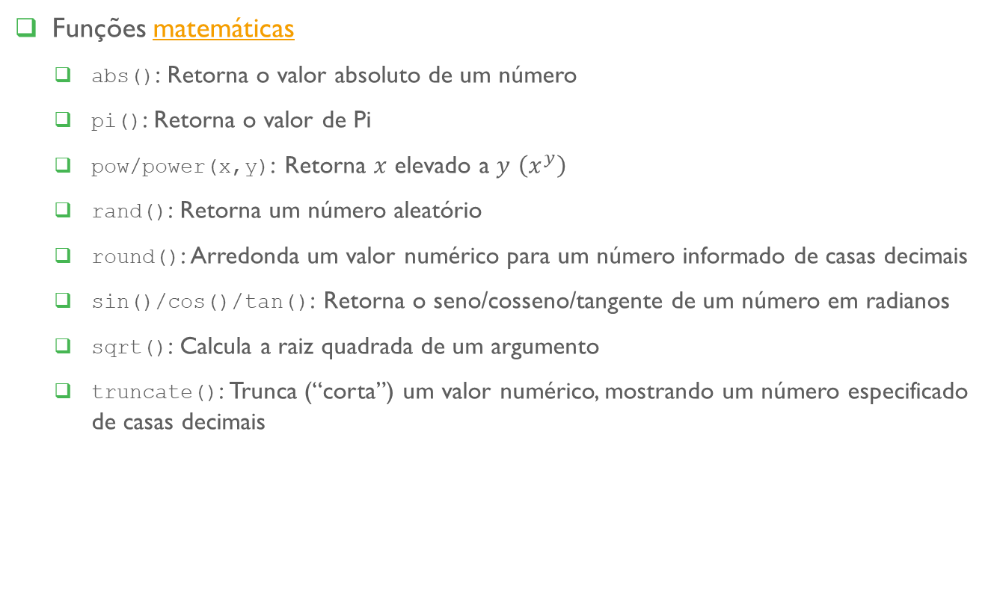 Funções matemáticas
abs(): Retorna o valor absoluto de um número
pi(): Retorna o valor de Pi
pow/power(x,y): Retorna x elevado a y (x^y)
rand(): Retorna um número aleatório
round(): Arredonda um valor numérico para um número informado de casas decimais
sin()/cos()/tan(): Retorna o seno/cosseno/tangente de um número em radianos
sqrt(): Calcula a raiz quadrada de um argumento
truncate(): Trunca (“corta”) um valor numérico, mostrando um número especificado
de casas decimais